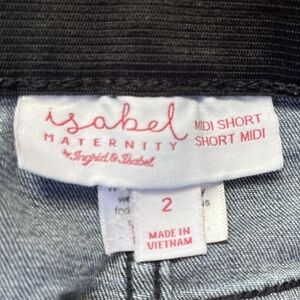 isabel
MATERNITY
by Ingrid & Isabel
MIDI SHORT
SHORT MIDI
2
MADE IN
VIETNAM